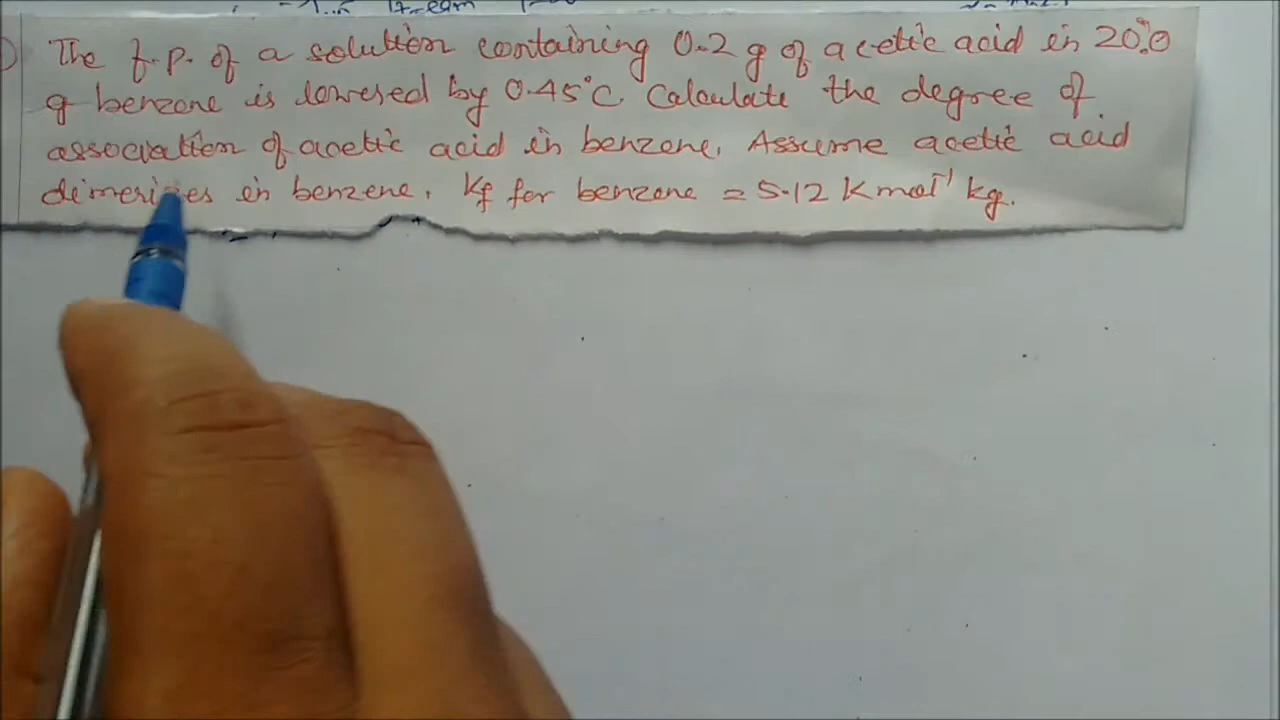 The f.p. of a solution containing 0.2 g of acetic acid in 20.0
g benzene is lowered by 0.45°C. Calculate the degree of
association of acetic acid in benzene. Assume acetic acid
dimerizes in benzene. Kf for benzene = 5.12 K mol⁻¹ kg.